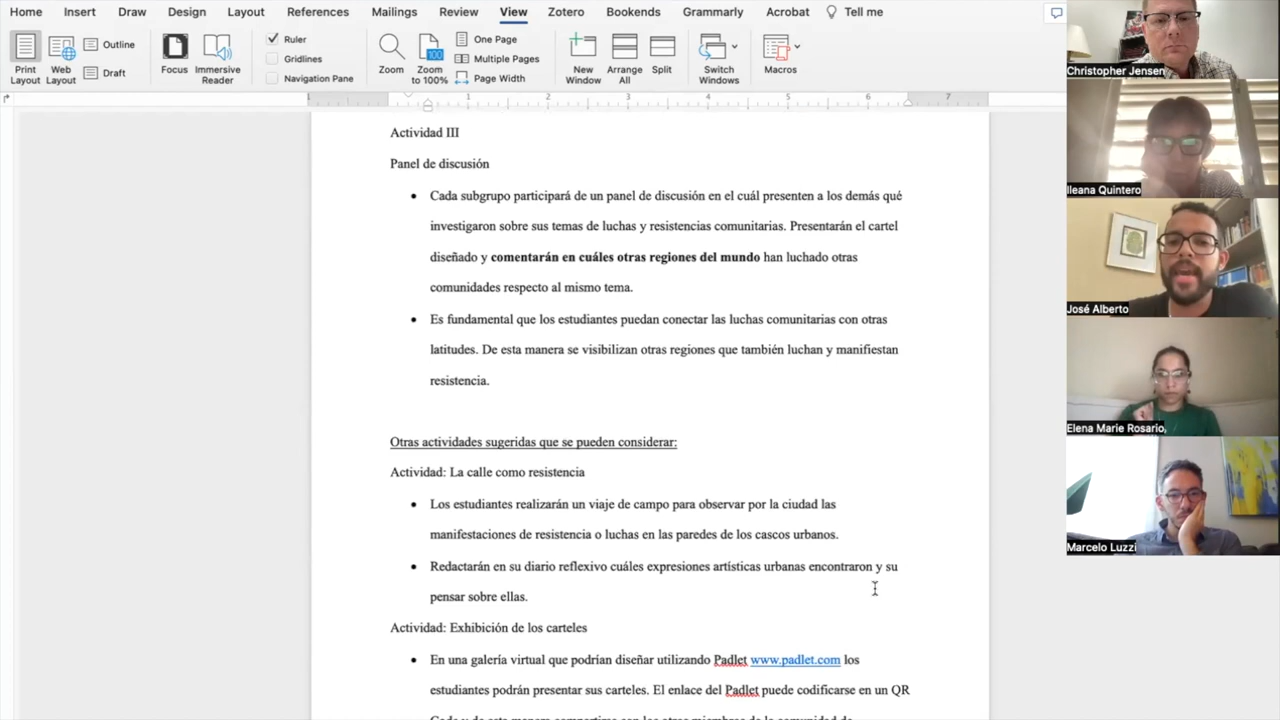 Home Insert Draw Design Layout References Mailings Review View Zotero Bookends Grammarly Acrobat Tell me
Print Layout
Web Layout
Outline
Draft
Focus
Immersive Reader
Ruler
Gridlines
Navigation Pane
Zoom
Zoom to 100%
100
One Page
Multiple Pages
Page Width
New Window
Arrange All
Split
Switch Windows
Macros
1 1 2 3 4 5 6 7
Actividad III
Panel de discusión
• Cada subgrupo participará de un panel de discusión en el cuál presenten a los demás qué
investigaron sobre sus temas de luchas y resistencias comunitarias. Presentarán el cartel
diseñado y comentarán en cuáles otras regiones del mundo han luchado otras
comunidades respecto al mismo tema.
• Es fundamental que los estudiantes puedan conectar las luchas comunitarias con otras
latitudes. De esta manera se visibilizan otras regiones que también luchan y manifiestan
resistencia.
Otras actividades sugeridas que se pueden considerar:
Actividad: La calle como resistencia
• Los estudiantes realizarán un viaje de campo para observar por la ciudad las
manifestaciones de resistencia o luchas en las paredes de los cascos urbanos.
• Redactarán en su diario reflexivo cuáles expresiones artísticas urbanas encontraron y su
pensar sobre ellas.
Actividad: Exhibición de los carteles
• En una galería virtual que podrían diseñar utilizando Padlet www.padlet.com los
estudiantes podrán presentar sus carteles. El enlace del Padlet puede codificarse en un QR
Christopher Jensen
Ileana Quintero
José Alberto
Elena Marie Rosario,
Marcelo Luzzi